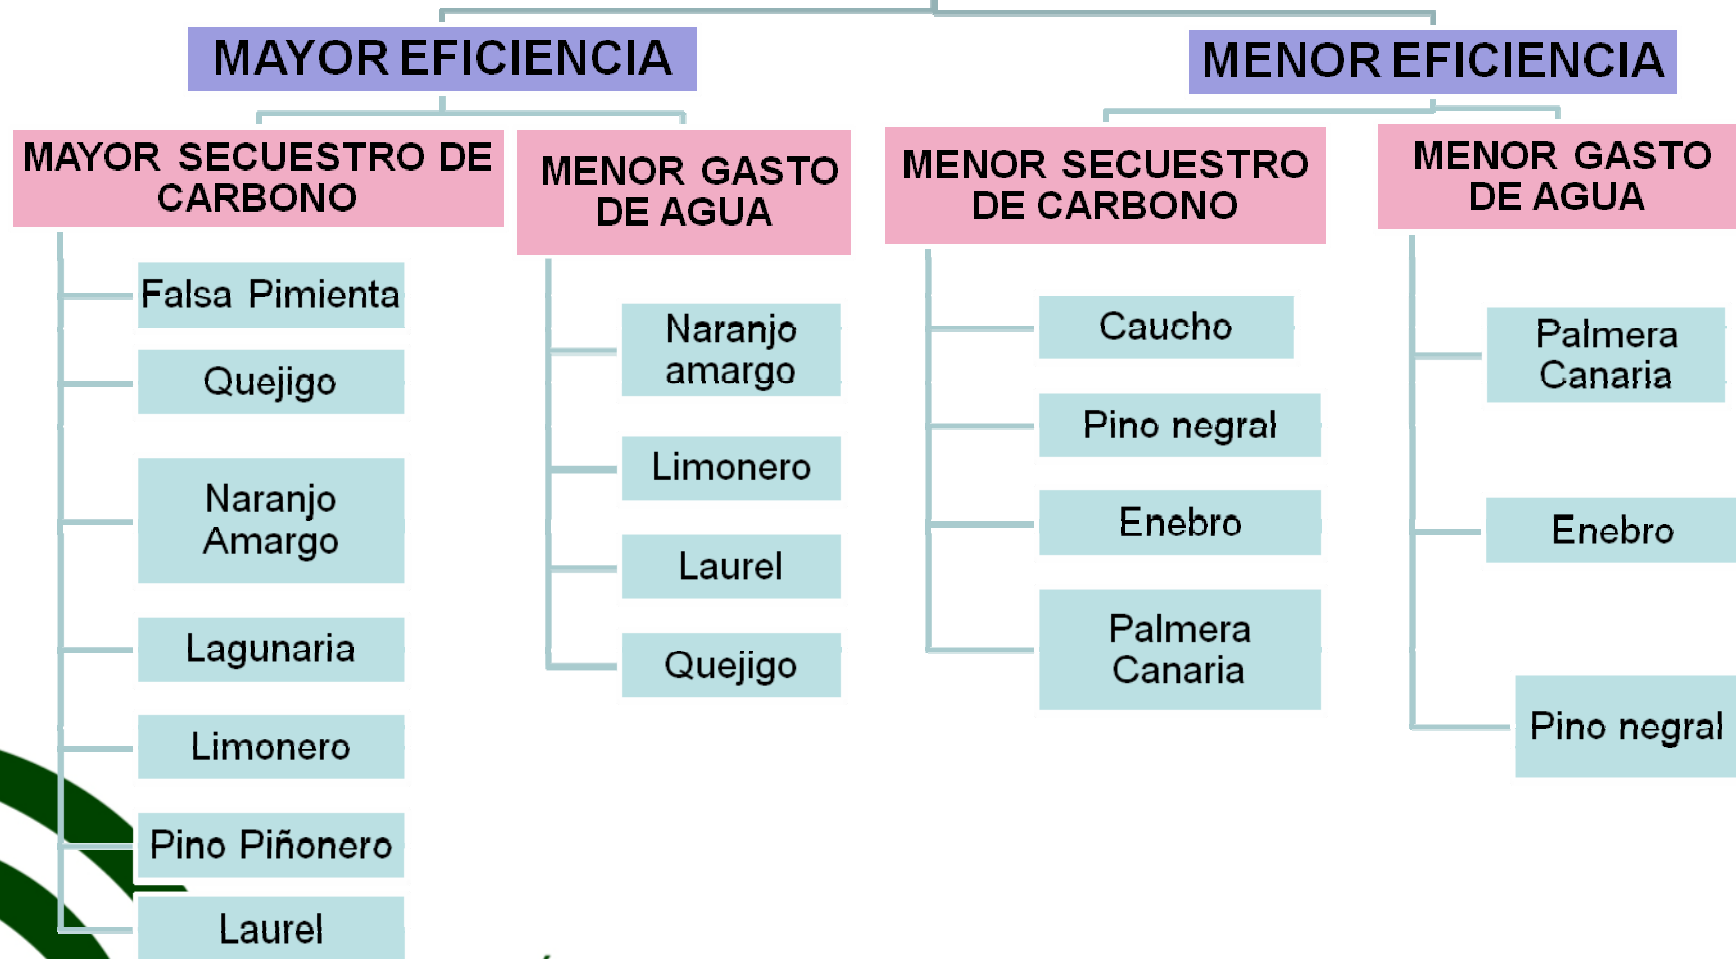 MAYOR EFICIENCIA
MENOR EFICIENCIA
MAYOR SECUESTRO DE
CARBONO
Falsa Pimienta
Quejigo
Naranjo
Amargo
Lagunaria
Limonero
Pino Piñonero
Laurel
MENOR GASTO
DE AGUA
Naranjo
amargo
Limonero
Laurel
Quejigo
MENOR SECUESTRO
DE CARBONO
Caucho
Pino negral
Enebro
Palmera
Canaria
MENOR GASTO
DE AGUA
Palmera
Canaria
Enebro
Pino negral